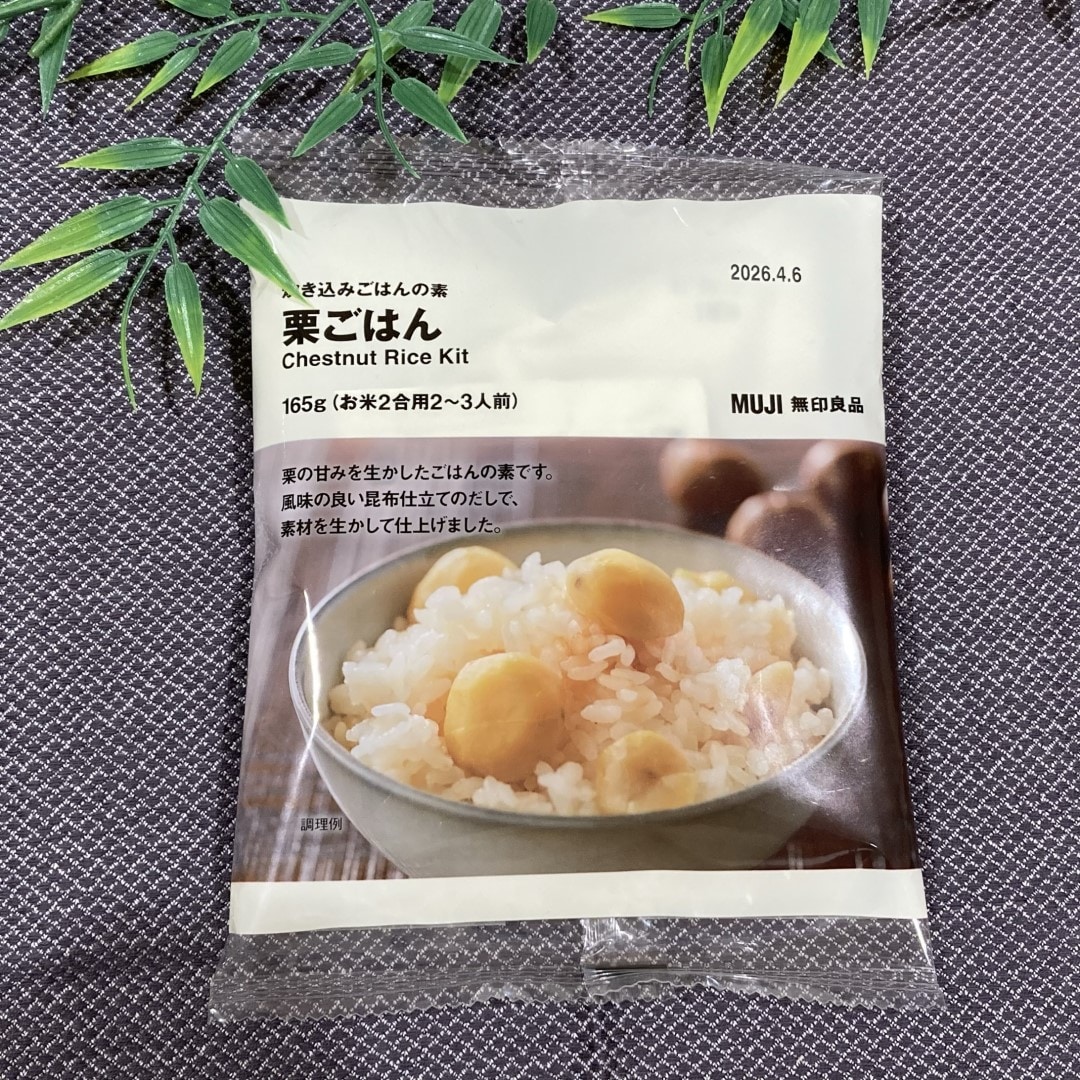 き込みごはんの素
2026.4.6
栗ごはん
Chestnut Rice Kit
165g（お米2合用2～3人前）
MUJI 無印良品
栗の甘みを生かしたごはんの素です。
風味の良い昆布仕立てのだしで、
素材を生かして仕上げました。
調理例